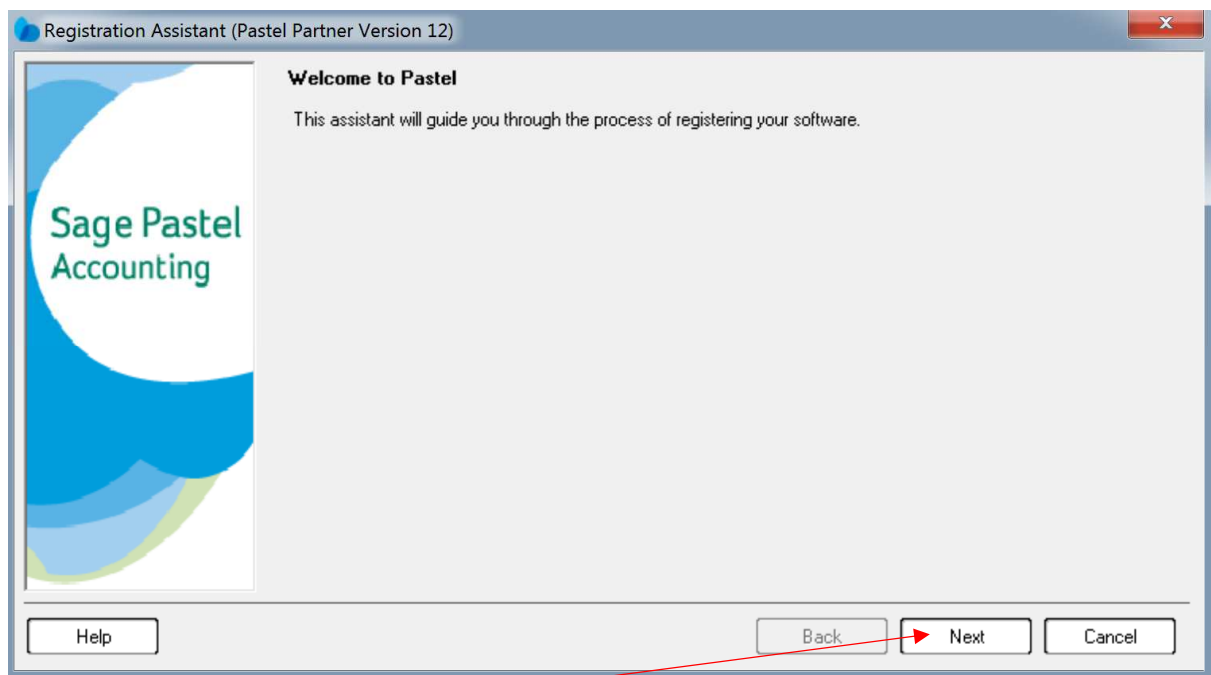 Registration Assistant (Pastel Partner Version 12)
Welcome to Pastel
This assistant will guide you through the process of registering your software.
Sage Pastel
Accounting
Help
Back
Next
Cancel